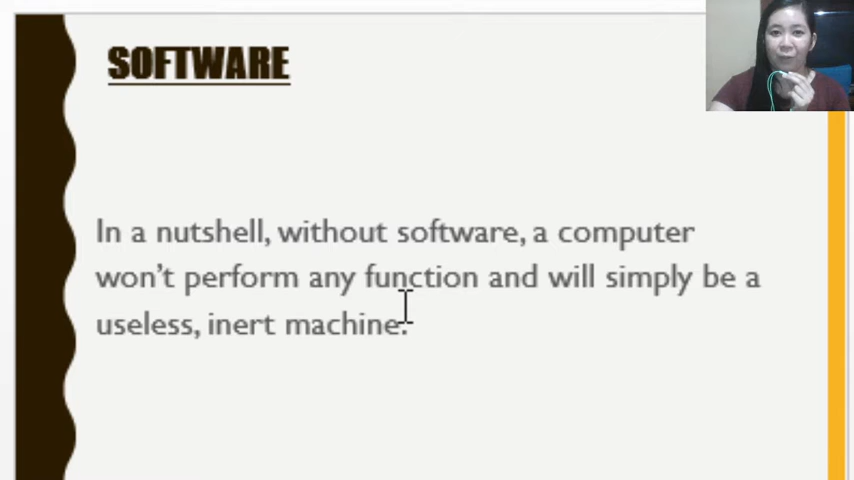 SOFTWARE
In a nutshell, without software, a computer
won't perform any function and will simply be a
useless, inert machine.